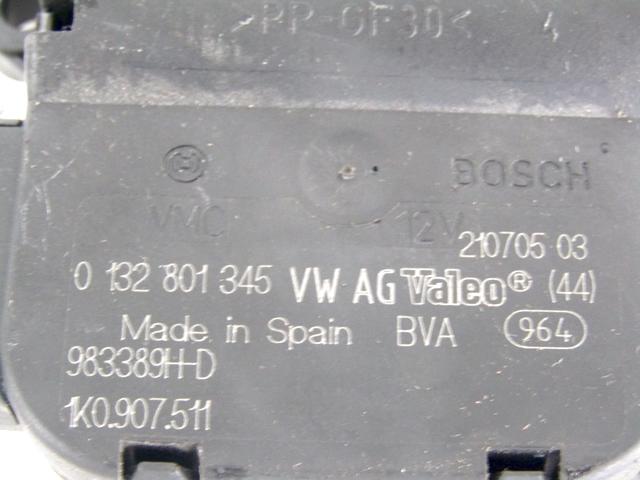 >PP-GF30<
BOSCH
VMC 12V
210705 03
0 132 801 345 VW AG Valeo® (44)
Made in Spain BVA 964
983389H-D
1K0.907.511